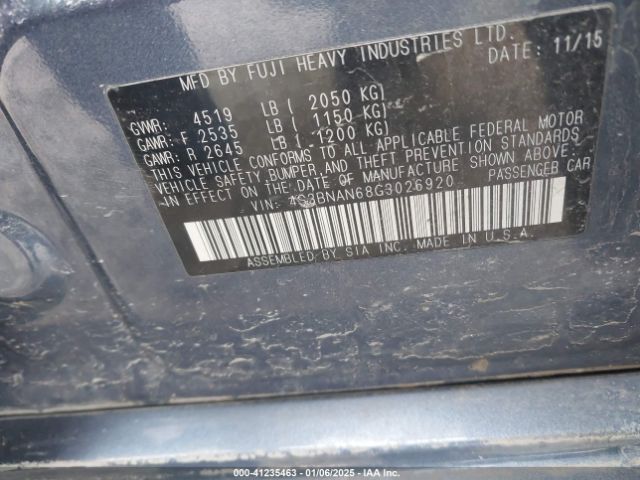 MFD BY FUJI HEAVY INDUSTRIES LTD.
DATE: 11/15
GVWR: 4519 LB ( 2050 KG)
GAWR: F 2535 LB ( 1150 KG)
GAWR: R 2645 LB ( 1200 KG)
THIS VEHICLE CONFORMS TO ALL APPLICABLE FEDERAL MOTOR
VEHICLE SAFETY, BUMPER, AND THEFT PREVENTION STANDARDS
IN EFFECT ON THE DATE OF MANUFACTURE SHOWN ABOVE.
VIN: 4S3BNAN68G3026920 PASSENGER CAR
ASSEMBLED BY SIA INC. MADE IN U.S.A.
000-41235463 - 01/06/2025 - IAA Inc.